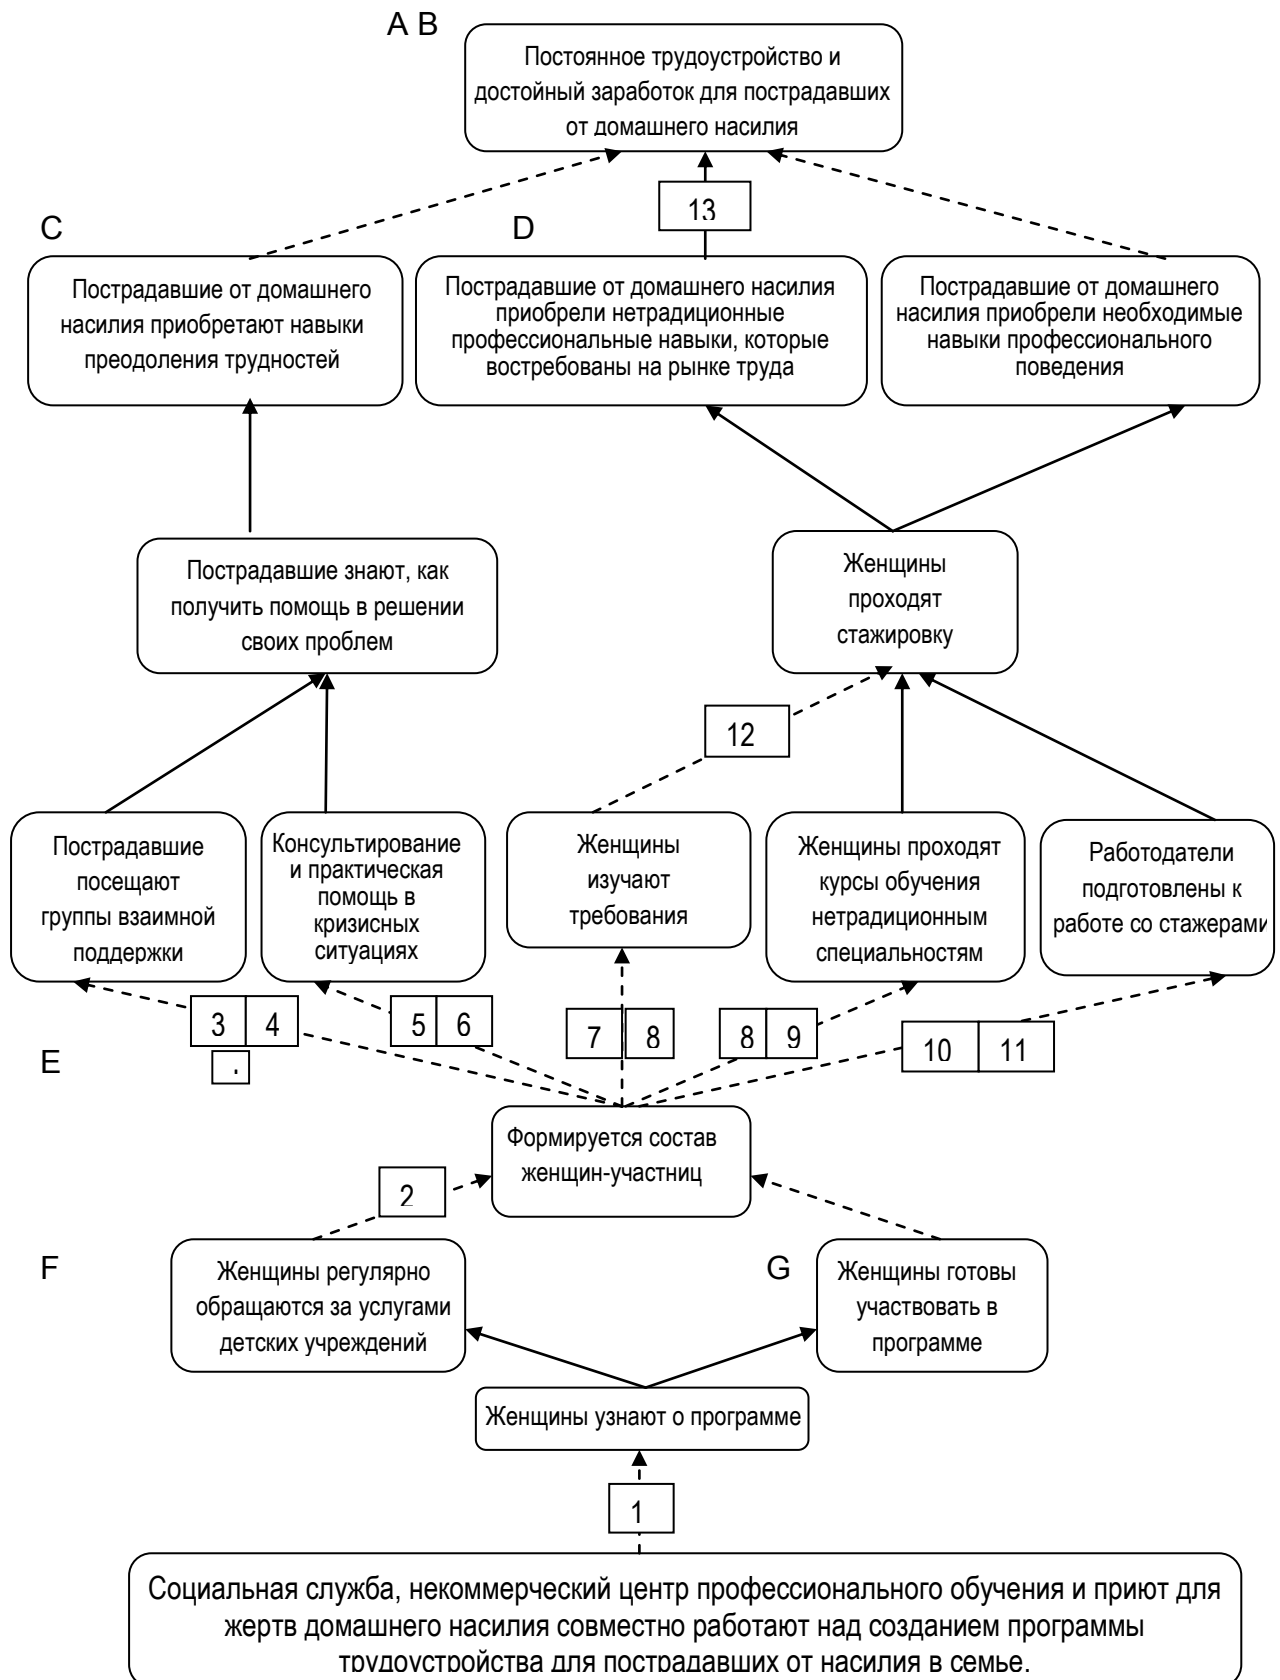 A B
Постоянное трудоустройство и
достойный заработок для пострадавших
от домашнего насилия
13
C
D
Пострадавшие от домашнего
насилия приобретают навыки
преодоления трудностей
Пострадавшие от домашнего насилия
приобрели нетрадиционные
профессиональные навыки, которые
востребованы на рынке труда
Пострадавшие от домашнего
насилия приобрели необходимые
навыки профессионального
поведения
Пострадавшие знают, как
получить помощь в решении
своих проблем
Женщины
проходят
стажировку
12
Пострадавшие
посещают
группы взаимной
поддержки
Консультирование
и практическая
помощь в
кризисных
ситуациях
Женщины
изучают
требования
Женщины проходят
курсы обучения
нетрадиционным
специальностям
Работодатели
подготовлены к
работе со стажерами
3 4
5 6
7 8
8 9
10 11
E
.
Формируется состав
женщин-участниц
2
F
Женщины регулярно
обращаются за услугами
детских учреждений
G
Женщины готовы
участвовать в
программе
Женщины узнают о программе
1
Социальная служба, некоммерческий центр профессионального обучения и приют для
жертв домашнего насилия совместно работают над созданием программы
трудоустройства для пострадавших от насилия в семье.